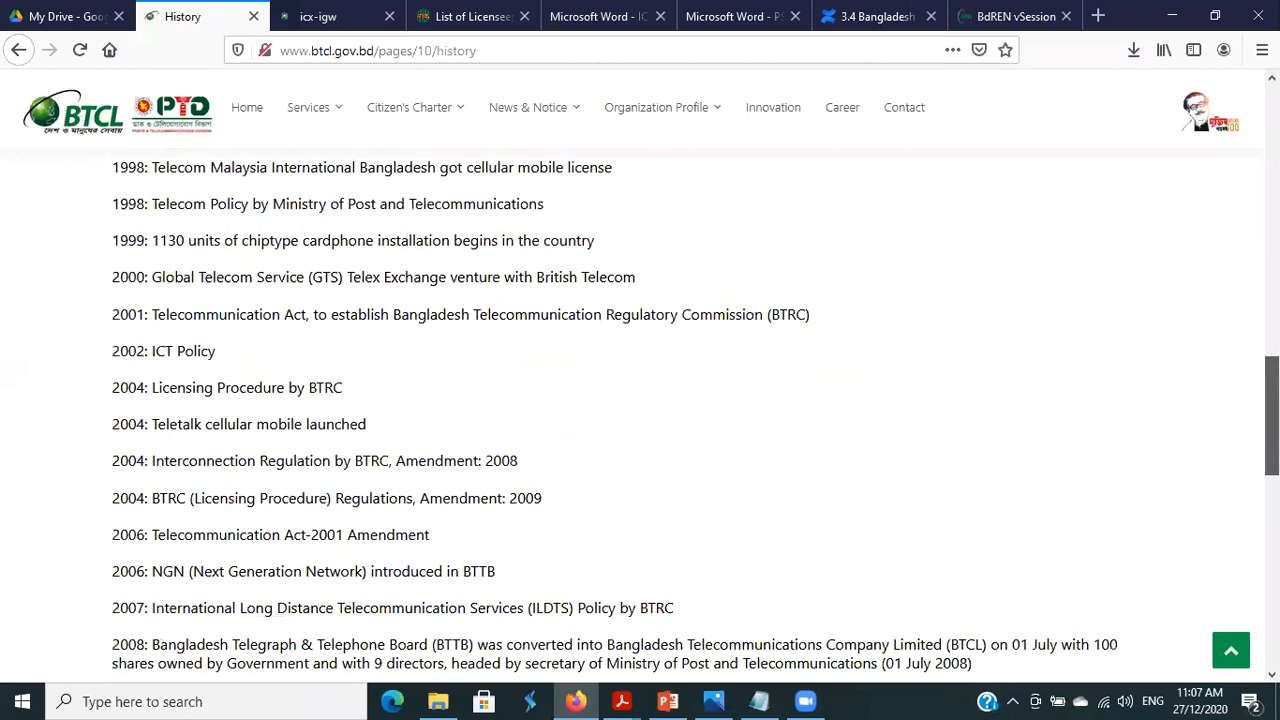 My Drive - Goo
History
icx-igw
List of Licensee
Microsoft Word - IC
Microsoft Word - PS
3.4 Bangladesh
BdREN vSession
www.btcl.gov.bd/pages/10/history
BTCL
দেশ ও মানুষের সেবায়
PTD
ডাক ও টেলিযোগাযোগ বিভাগ
POSTS & TELECOMMUNICATIONS DIVISION
Home
Services
Citizen's Charter
News & Notice
Organization Profile
Innovation
Career
Contact
1998: Telecom Malaysia International Bangladesh got cellular mobile license
1998: Telecom Policy by Ministry of Post and Telecommunications
1999: 1130 units of chiptype cardphone installation begins in the country
2000: Global Telecom Service (GTS) Telex Exchange venture with British Telecom
2001: Telecommunication Act, to establish Bangladesh Telecommunication Regulatory Commission (BTRC)
2002: ICT Policy
2004: Licensing Procedure by BTRC
2004: Teletalk cellular mobile launched
2004: Interconnection Regulation by BTRC, Amendment: 2008
2004: BTRC (Licensing Procedure) Regulations, Amendment: 2009
2006: Telecommunication Act-2001 Amendment
2006: NGN (Next Generation Network) introduced in BTTB
2007: International Long Distance Telecommunication Services (ILDTS) Policy by BTRC
2008: Bangladesh Telegraph & Telephone Board (BTTB) was converted into Bangladesh Telecommunications Company Limited (BTCL) on 01 July with 100
shares owned by Government and with 9 directors, headed by secretary of Ministry of Post and Telecommunications (01 July 2008)
Type here to search
ENG
11:07 AM
27/12/2020
2